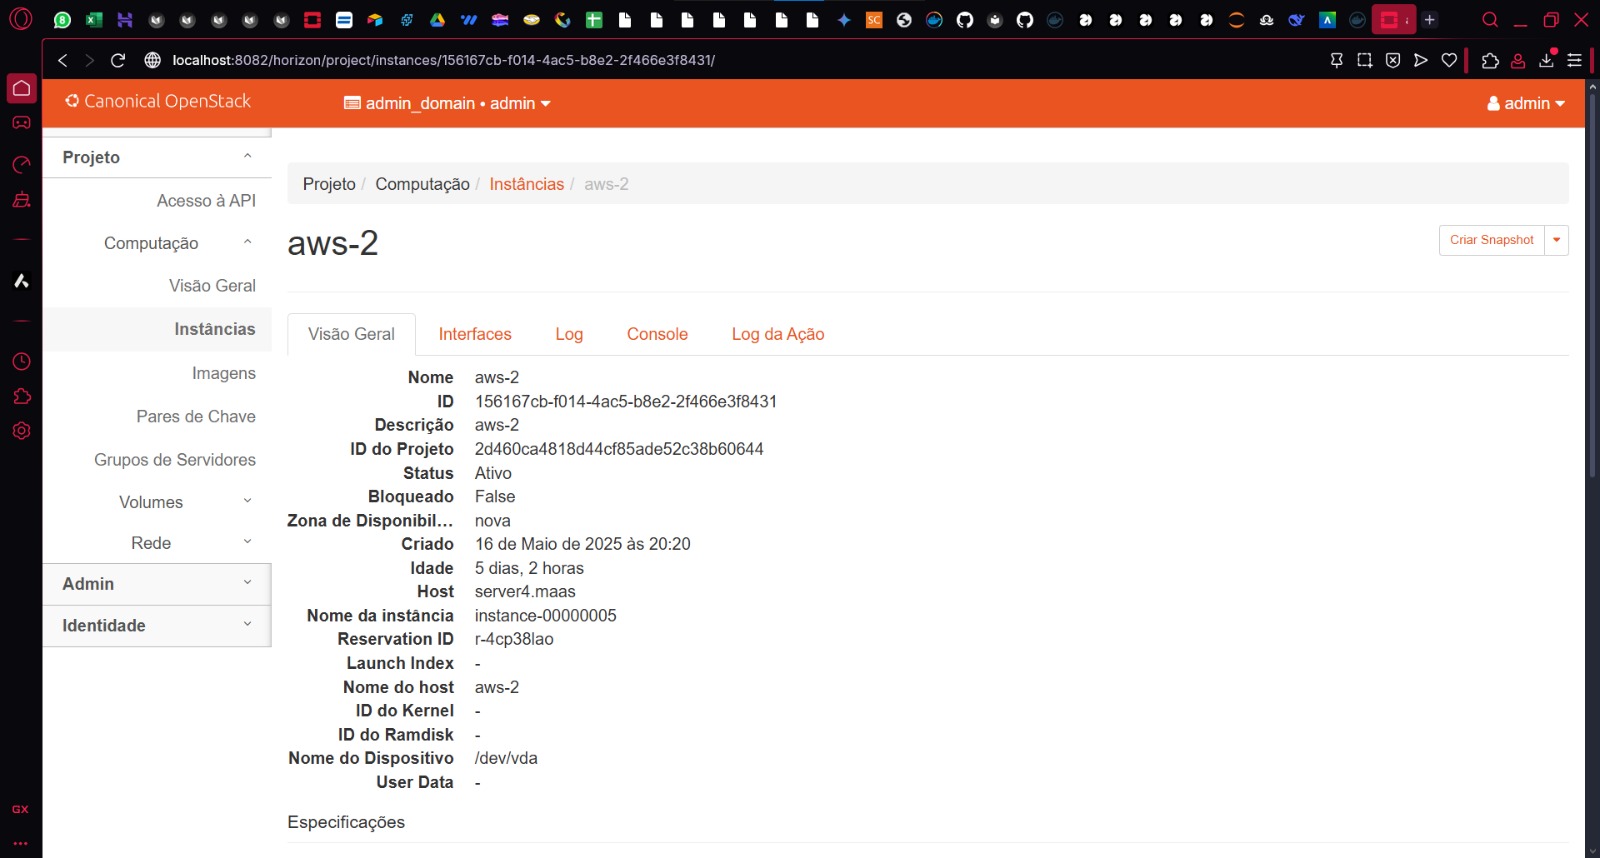 SC
localhost:8082/horizon/project/instances/156167cb-f014-4ac5-b8e2-2f466e3f8431/
Canonical OpenStack
admin_domain • admin
admin
Projeto
Acesso à API
Computação
Visão Geral
Instâncias
Imagens
Pares de Chave
Grupos de Servidores
Volumes
Rede
Admin
Identidade
GX
Projeto / Computação / Instâncias / aws-2
aws-2
Criar Snapshot
Visão Geral Interfaces Log Console Log da Ação
Nome aws-2
ID 156167cb-f014-4ac5-b8e2-2f466e3f8431
Descrição aws-2
ID do Projeto 2d460ca4818d44cf85ade52c38b60644
Status Ativo
Bloqueado False
Zona de Disponibil... nova
Criado 16 de Maio de 2025 às 20:20
Idade 5 dias, 2 horas
Host server4.maas
Nome da instância instance-00000005
Reservation ID r-4cp38lao
Launch Index -
Nome do host aws-2
ID do Kernel -
ID do Ramdisk -
Nome do Dispositivo /dev/vda
User Data -
Especificações